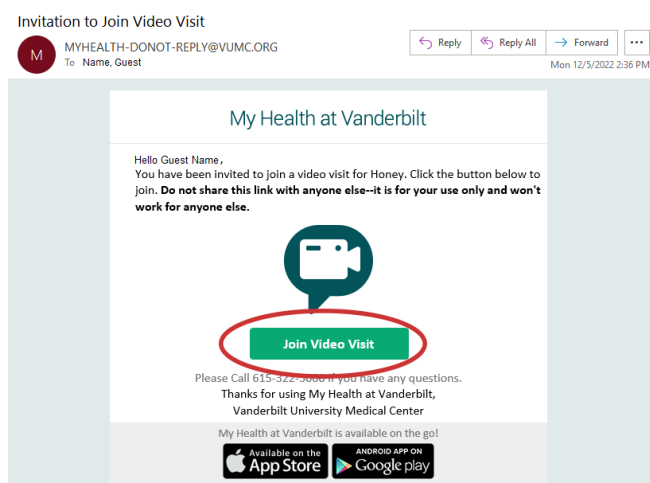 Invitation to Join Video Visit
M
MYHEALTH-DONOT-REPLY@VUMC.ORG
To Name, Guest
Reply
Reply All
Forward
Mon 12/5/2022 2:36 PM
My Health at Vanderbilt
Hello Guest Name,
You have been invited to join a video visit for Honey. Click the button below to
join. Do not share this link with anyone else--it is for your use only and won't
work for anyone else.
Join Video Visit
Please Call if you have any questions.
Thanks for using My Health at Vanderbilt,
Vanderbilt University Medical Center
My Health at Vanderbilt is available on the go!
Available on the
App Store
ANDROID APP ON
Google play